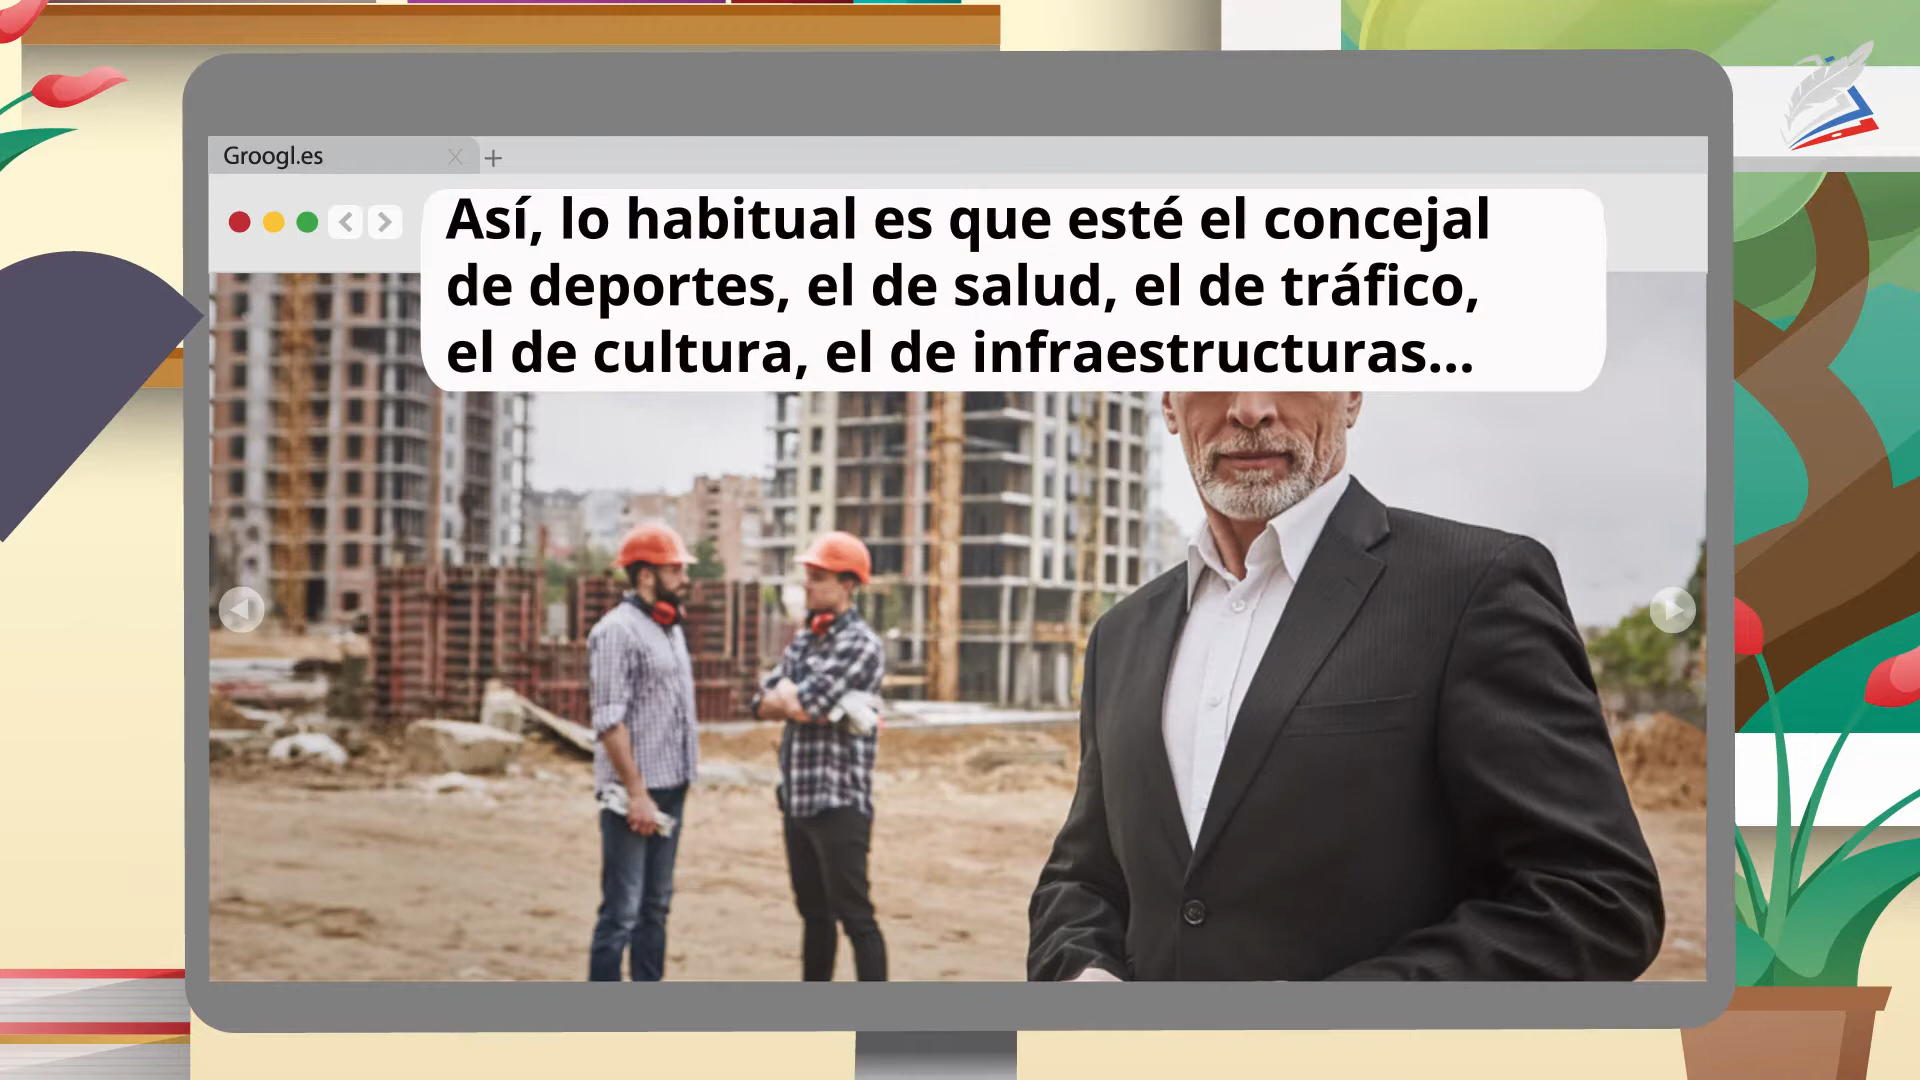 Groogl.es
Así, lo habitual es que esté el concejal
de deportes, el de salud, el de tráfico,
el de cultura, el de infraestructuras...